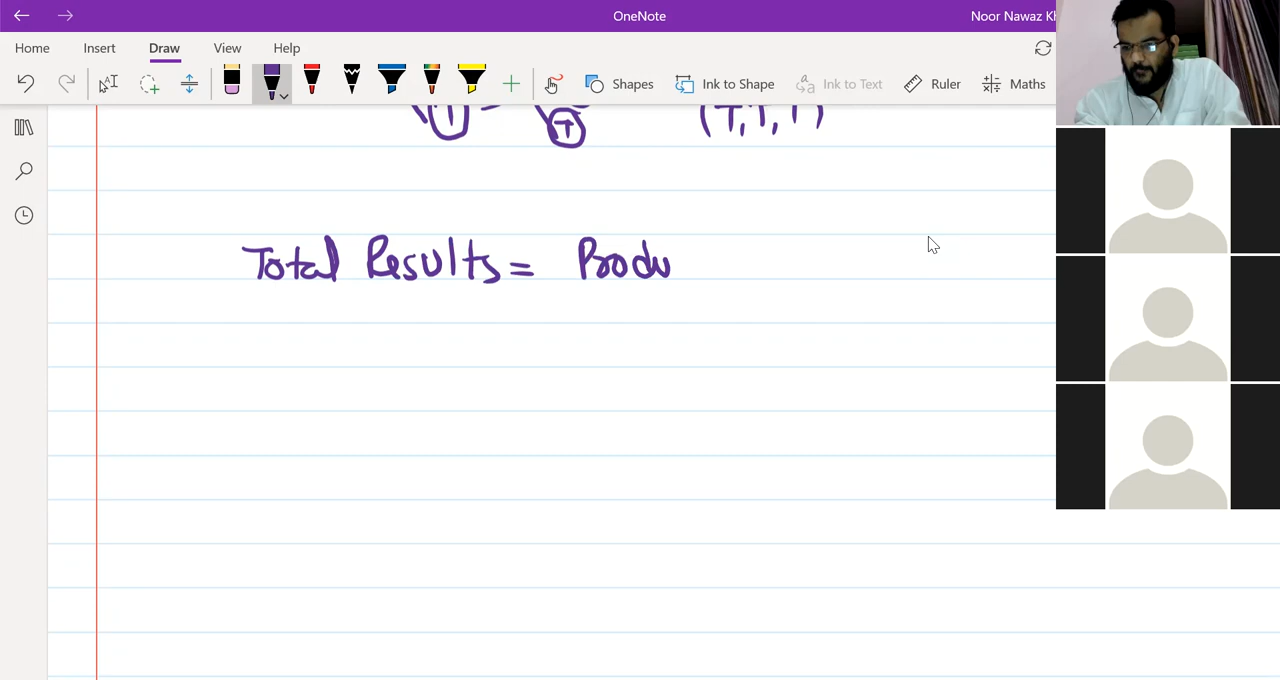 OneNote
Noor Nawaz Kh
Home Insert Draw View Help
Shapes Ink to Shape Ink to Text Ruler Maths
T
(T, T, T)
Total Results = Produ